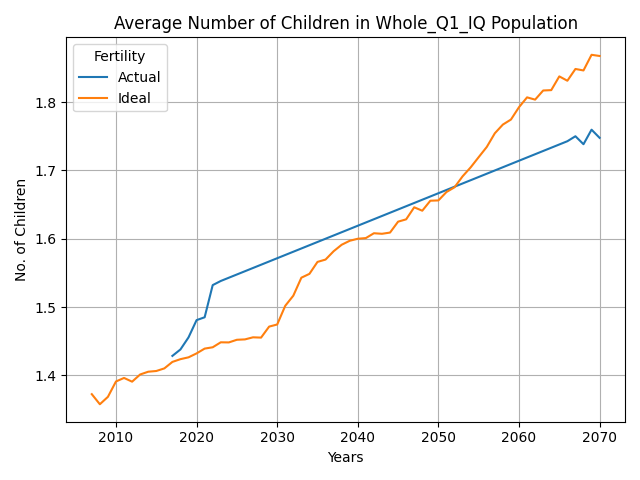 Average Number of Children in Whole_Q1_IQ Population
Fertility
Actual
Ideal
No. of Children
1.8
1.7
1.6
1.5
1.4
2010 2020 2030 2040 2050 2060 2070
Years